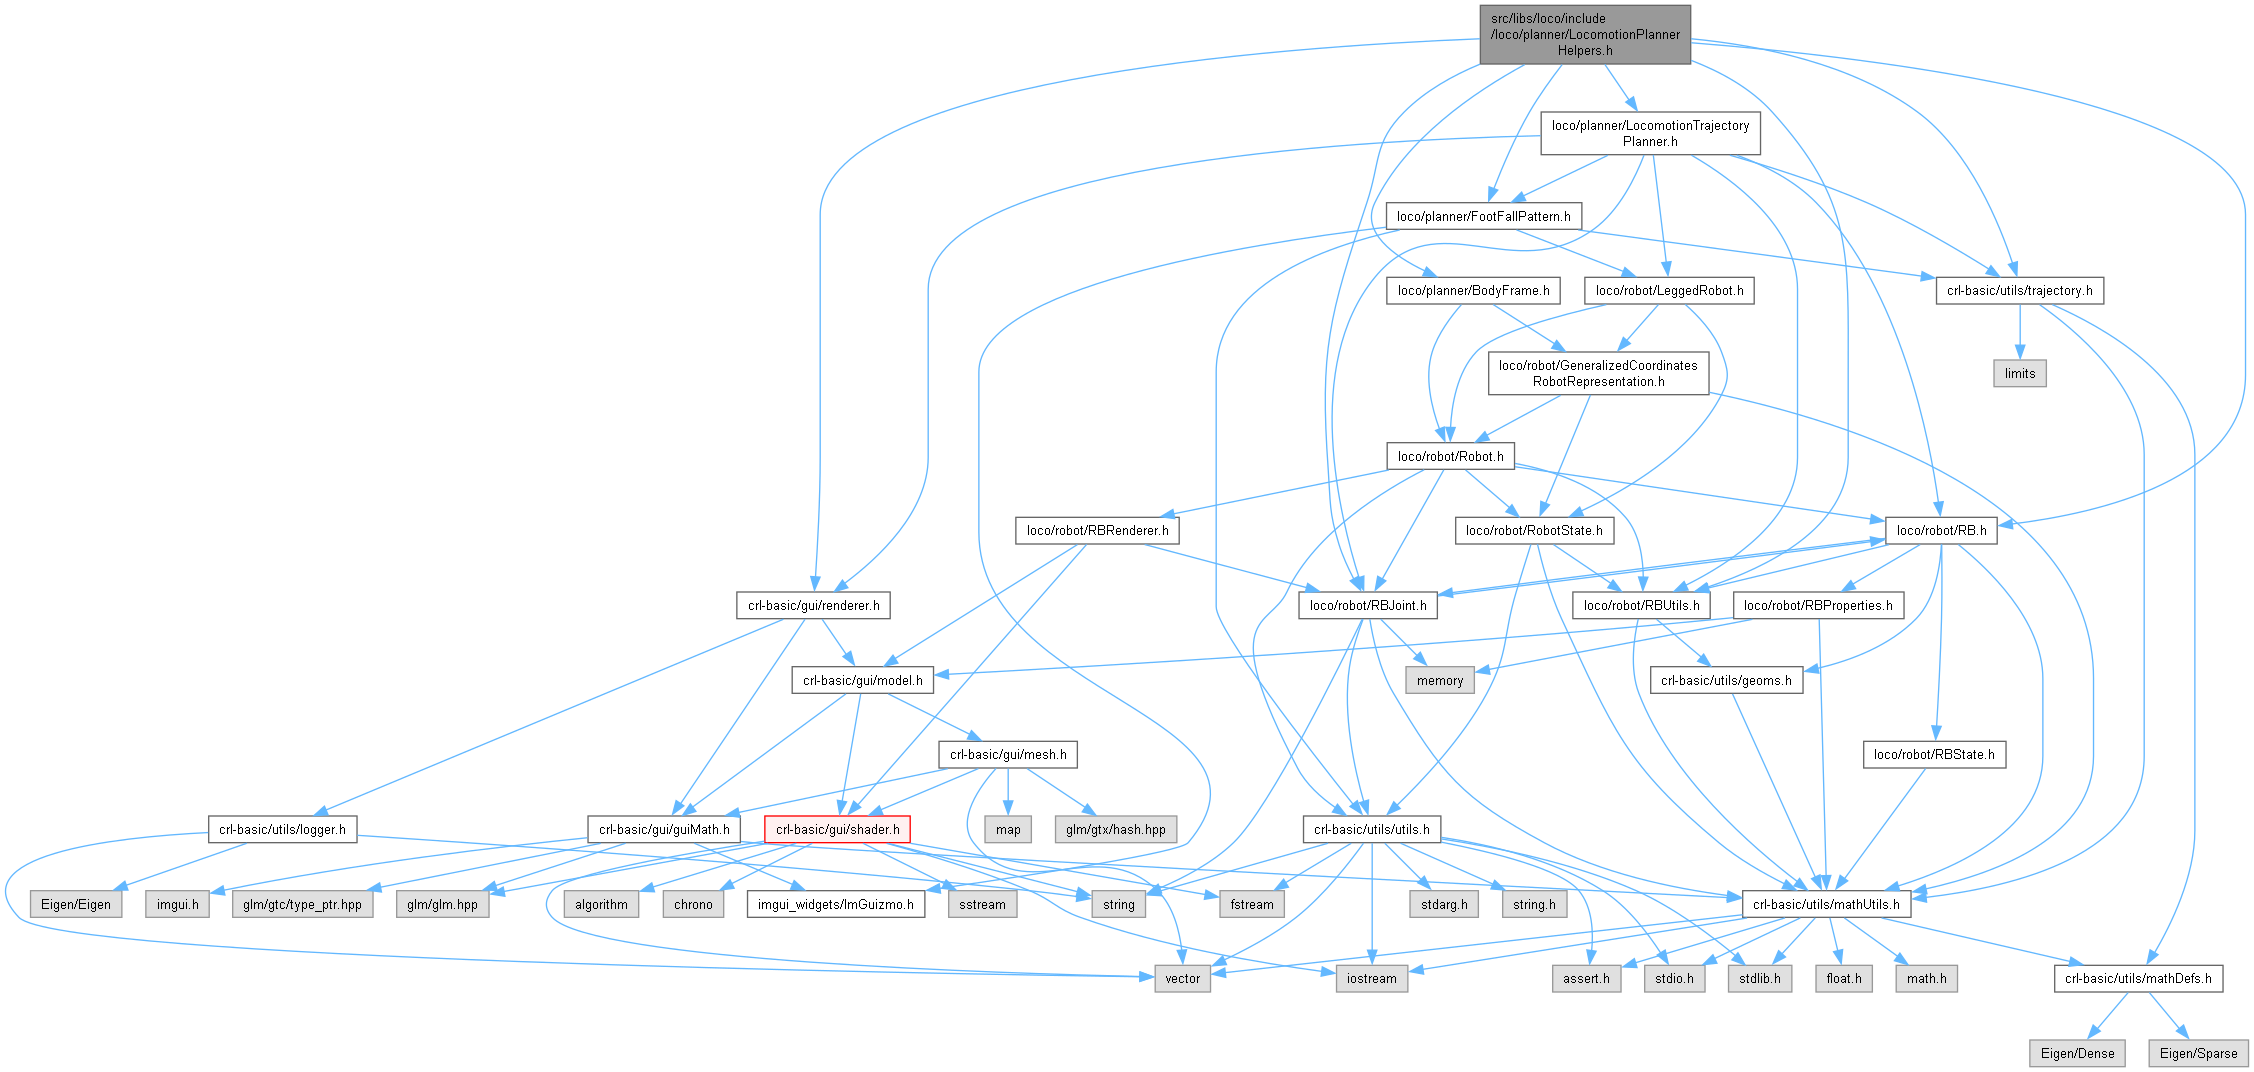 src/libs/loco/include
/loco/planner/LocomotionPlanner
Helpers.h
loco/planner/LocomotionTrajectory
Planner.h
loco/planner/FootFallPattern.h
loco/planner/BodyFrame.h
loco/robot/LeggedRobot.h
crl-basic/utils/trajectory.h
loco/robot/GeneralizedCoordinates
RobotRepresentation.h
limits
loco/robot/Robot.h
loco/robot/RBRenderer.h
loco/robot/RobotState.h
loco/robot/RB.h
crl-basic/gui/renderer.h
loco/robot/RBJoint.h
loco/robot/RBUtils.h
loco/robot/RBProperties.h
crl-basic/gui/model.h
memory
crl-basic/utils/geoms.h
crl-basic/gui/mesh.h
loco/robot/RBState.h
crl-basic/utils/logger.h
crl-basic/gui/guiMath.h
crl-basic/gui/shader.h
map
glm/gtx/hash.hpp
crl-basic/utils/utils.h
Eigen/Eigen
imgui.h
glm/gtc/type_ptr.hpp
glm/glm.hpp
algorithm
chrono
imgui_widgets/ImGuizmo.h
sstream
string
fstream
stdarg.h
string.h
crl-basic/utils/mathUtils.h
vector
iostream
assert.h
stdio.h
stdlib.h
float.h
math.h
crl-basic/utils/mathDefs.h
Eigen/Dense
Eigen/Sparse